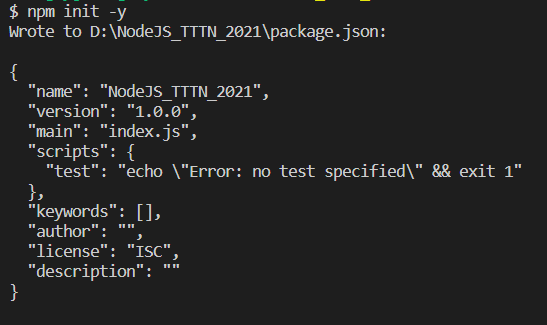 $ npm init -y
Wrote to D:\NodeJS_TTTN_2021\package.json:
{
  "name": "NodeJS_TTTN_2021",
  "version": "1.0.0",
  "main": "index.js",
  "scripts": {
    "test": "echo \"Error: no test specified\" && exit 1"
  },
  "keywords": [],
  "author": "",
  "license": "ISC",
  "description": ""
}